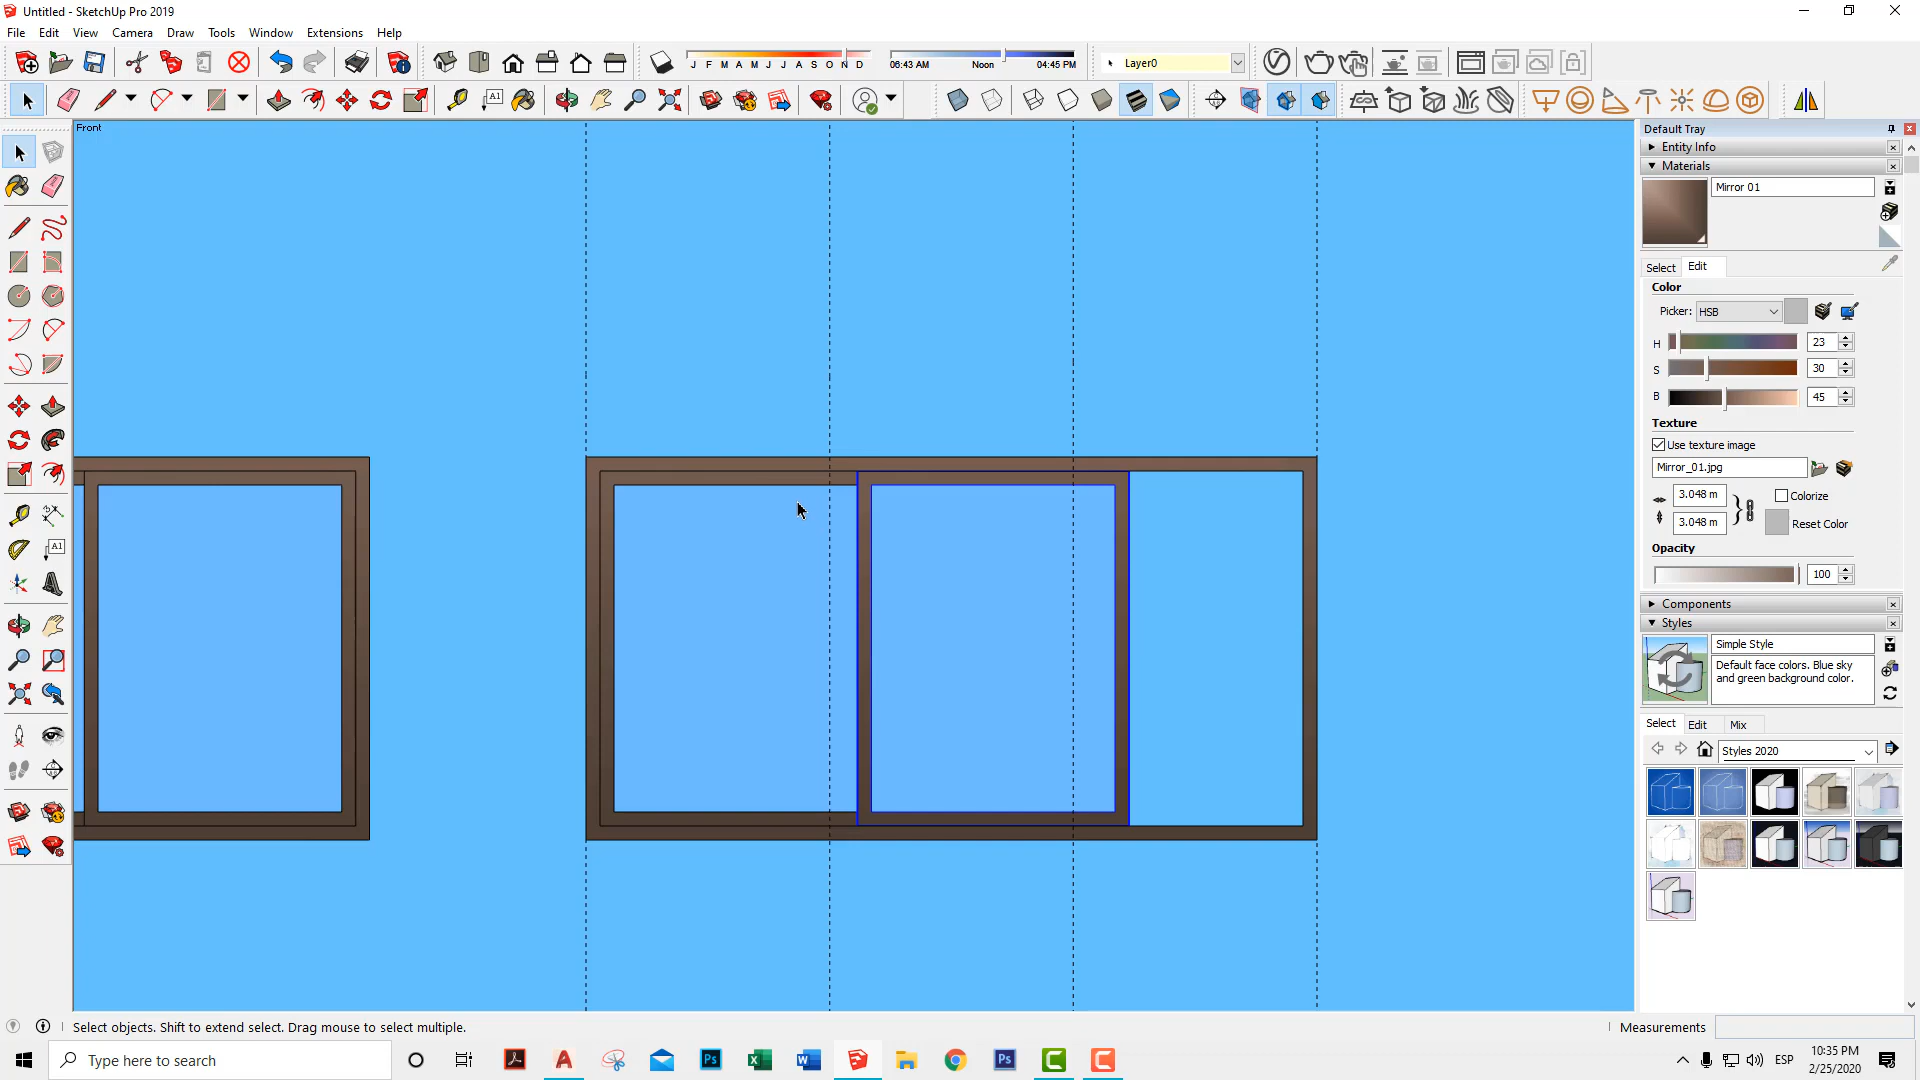 Untitled - SketchUp Pro 2019
File Edit View Camera Draw Tools Window Extensions Help
J F M A M J J A S O N D
06:43 AM Noon 04:45 PM
Layer0
A1
Front
Default Tray
Entity Info
Materials
Mirror 01
Select Edit
Color
Picker: HSB
H 23
S 30
B 45
Texture
Use texture image
Mirror_01.jpg
3.048 m
Colorize
3.048 m
Reset Color
Opacity
100
Components
Styles
Simple Style
Default face colors. Blue sky
and green background color.
Select Edit Mix
Styles 2020
A1
Select objects. Shift to extend select. Drag mouse to select multiple.
Measurements
Type here to search
ESP
10:35 PM
2/25/2020